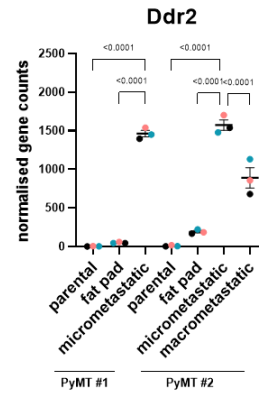 Ddr2
<0.0001 <0.0001
<0.0001 <0.0001 <0.0001
normalised gene counts
2500
2000
1500
1000
500
0
parental
fat pad
micrometastatic
parental
fat pad
micrometastatic
macrometastatic
PyMT #1 PyMT #2